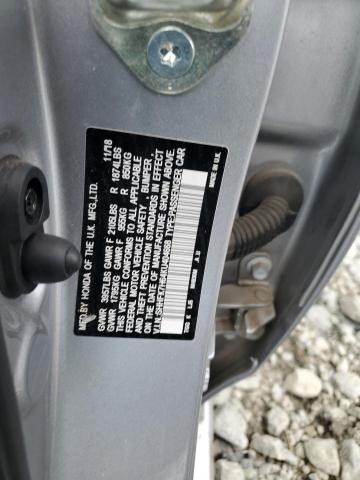 MFD.BY HONDA OF THE U.K. MFG.,LTD. 11/18
GVWR 3957LBS GAWR F 2105LBS R 1874LBS
GVWR 1795KG GAWR F 955KG R 850KG
THIS VEHICLE CONFORMS TO ALL APPLICABLE
FEDERAL MOTOR VEHICLE SAFETY , BUMPER,
AND THEFT PREVENTION STANDARDS IN EFFECT
ON THE DATE OF MANUFACTURE SHOWN ABOVE.
V.I.N. TYPE:PASSENGER CAR
MADE IN U.K.